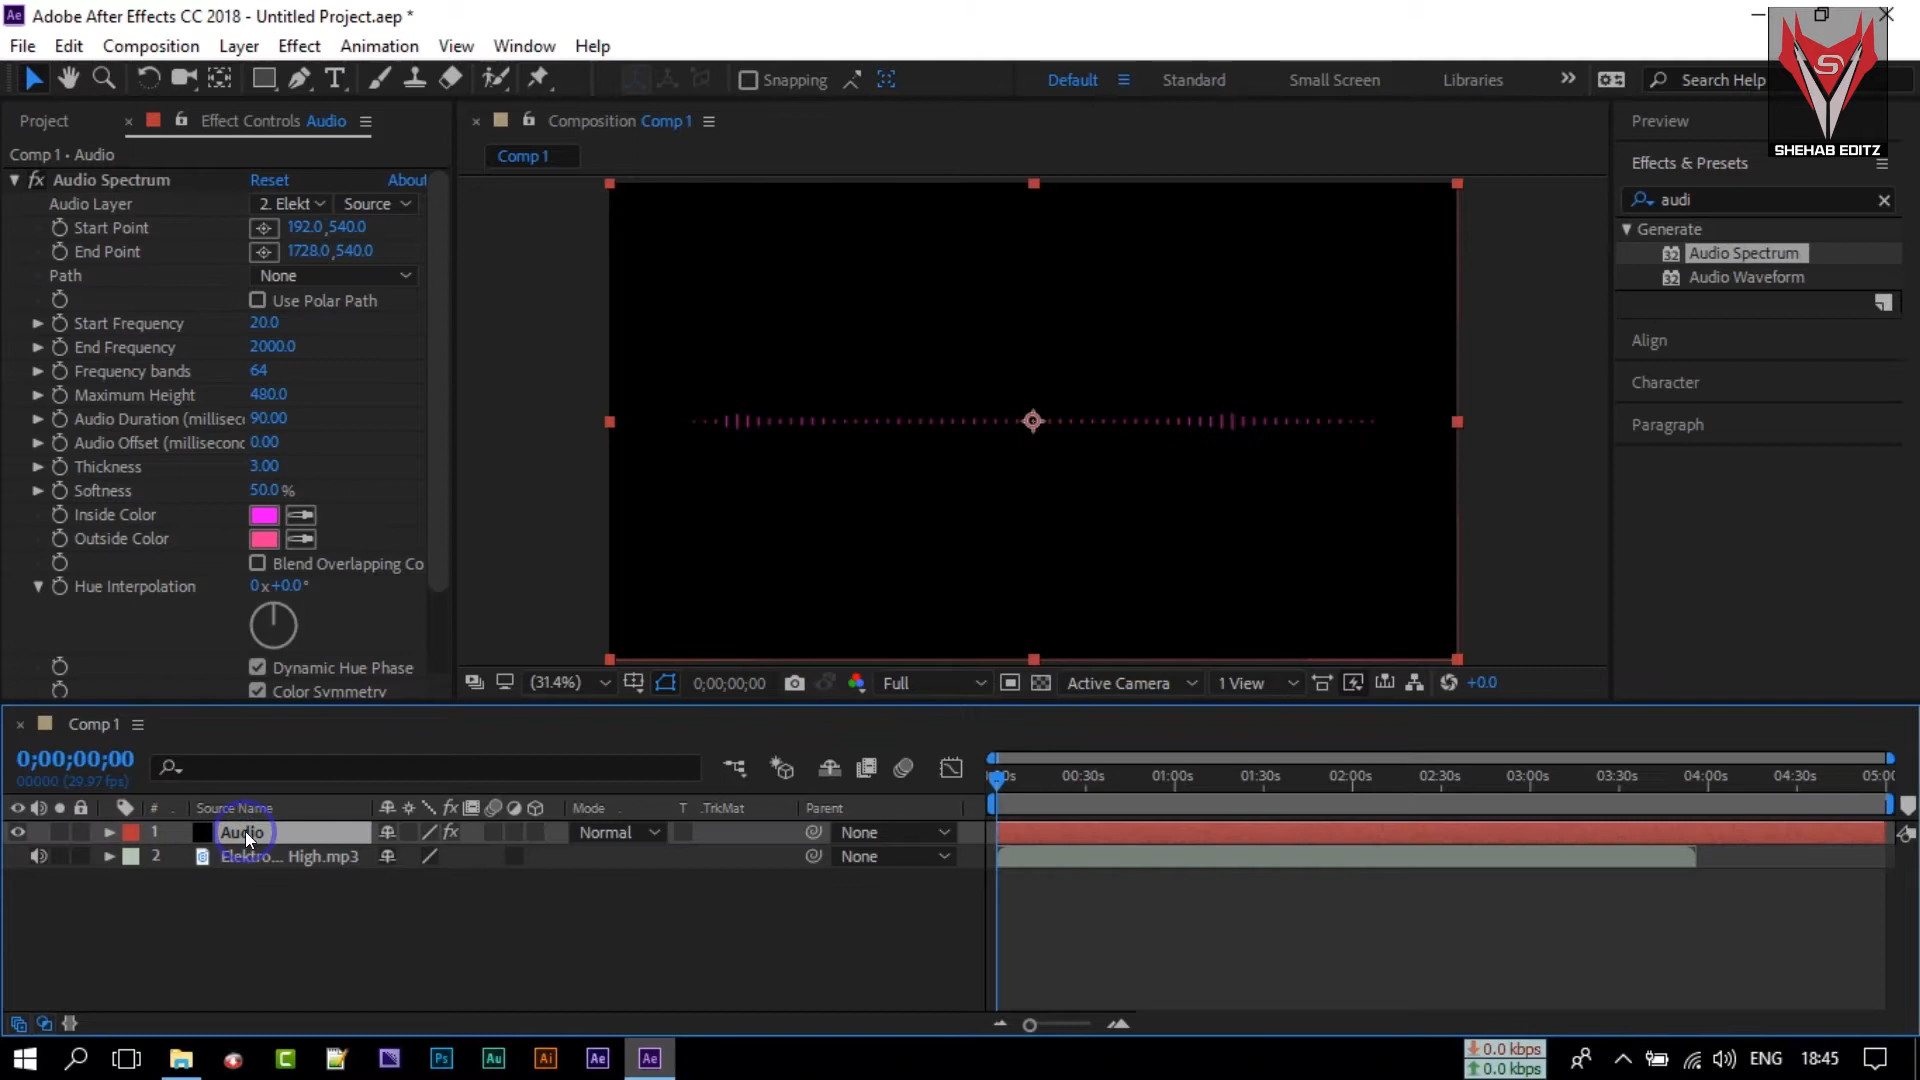 Adobe After Effects CC 2018 - Untitled Project.aep *
File Edit Composition Layer Effect Animation View Window Help
Snapping
Default Standard Small Screen Libraries
Search Help
SHEHAB EDITZ
Project
Effect Controls Audio
Comp 1 • Audio
fx Audio Spectrum Reset About
Audio Layer 2. Elekt Source
Start Point 192.0,540.0
End Point 1728.0,540.0
Path None
Use Polar Path
Start Frequency 20.0
End Frequency 2000.0
Frequency bands 64
Maximum Height 480.0
Audio Duration (millisec 90.00
Audio Offset (millisecond 0.00
Thickness 3.00
Softness 50.0 %
Inside Color
Outside Color
Blend Overlapping Co
Hue Interpolation 0x+0.0°
Dynamic Hue Phase
Color Symmetry
Composition Comp 1
Comp 1
(31.4%) 0;00;00;00 Full Active Camera 1 View +0.0
Preview
Effects & Presets
audi
Generate
32 Audio Spectrum
32 Audio Waveform
Align
Character
Paragraph
Comp 1
0;00;00;00
00000 (29.97 fps)
00s 00:30s 01:00s 01:30s 02:00s 02:30s 03:00s 03:30s 04:00s 04:30s 05:00
# Source Name fx Mode T .TrkMat Parent
1 Audio fx Normal None
2 Elektro... High.mp3 None
Ps Au Ai Ae Ae
0.0 kbps
0.0 kbps
ENG 18:45